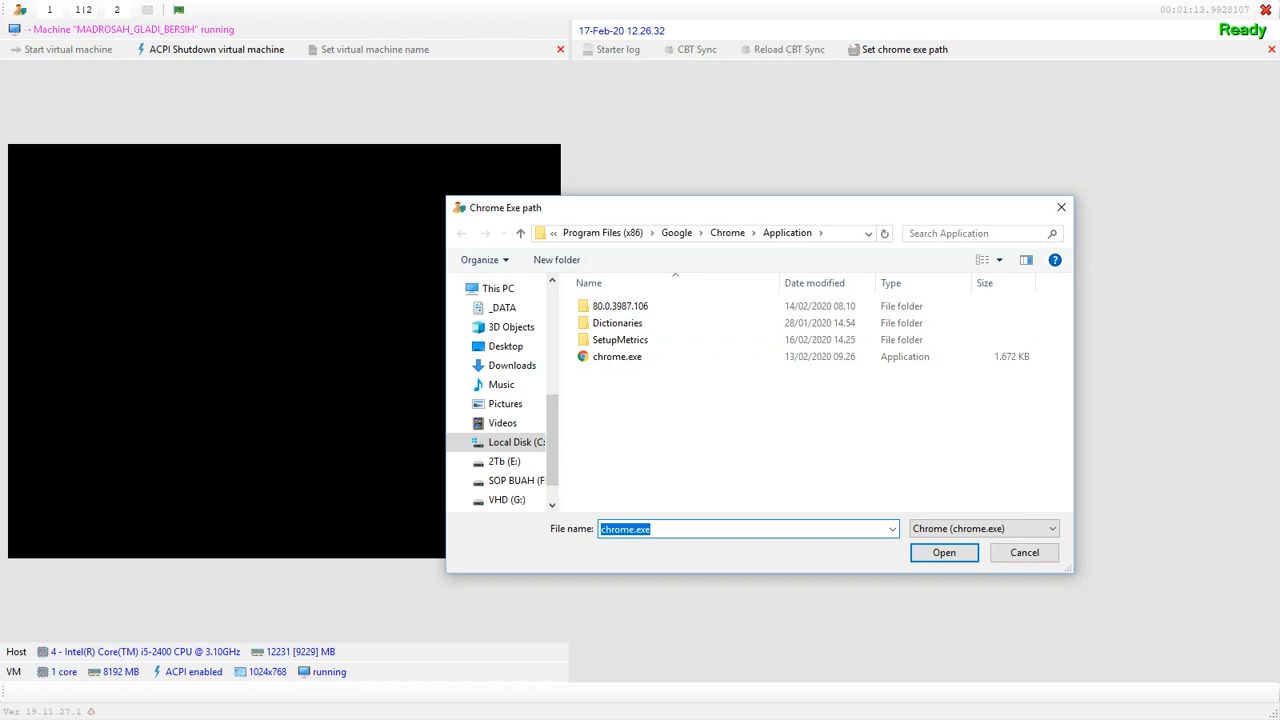 1 1|2 2 00:01:13.9928107
-- Machine "MADROSAH_GLADI_BERSIH" running
17-Feb-20 12.26.32 Ready
Start virtual machine ACPI Shutdown virtual machine Set virtual machine name
Starter log CBT Sync Reload CBT Sync Set chrome exe path
Chrome Exe path
« Program Files (x86) > Google > Chrome > Application >
Search Application
Organize New folder
Name Date modified Type Size
This PC
_DATA
3D Objects
Desktop
Downloads
Music
Pictures
Videos
Local Disk (C:
2Tb (E:)
SOP BUAH (F
VHD (G:)
80.0.3987.106 14/02/2020 08.10 File folder
Dictionaries 28/01/2020 14.54 File folder
SetupMetrics 16/02/2020 14.25 File folder
chrome.exe 13/02/2020 09.26 Application 1.672 KB
File name: chrome.exe Chrome (chrome.exe)
Open Cancel
Host 4 - Intel(R) Core(TM) i5-2400 CPU @ 3.10GHz 12231 [9229] MB
VM 1 core 8192 MB ACPI enabled 1024x768 running
Ver 19.11.27.1